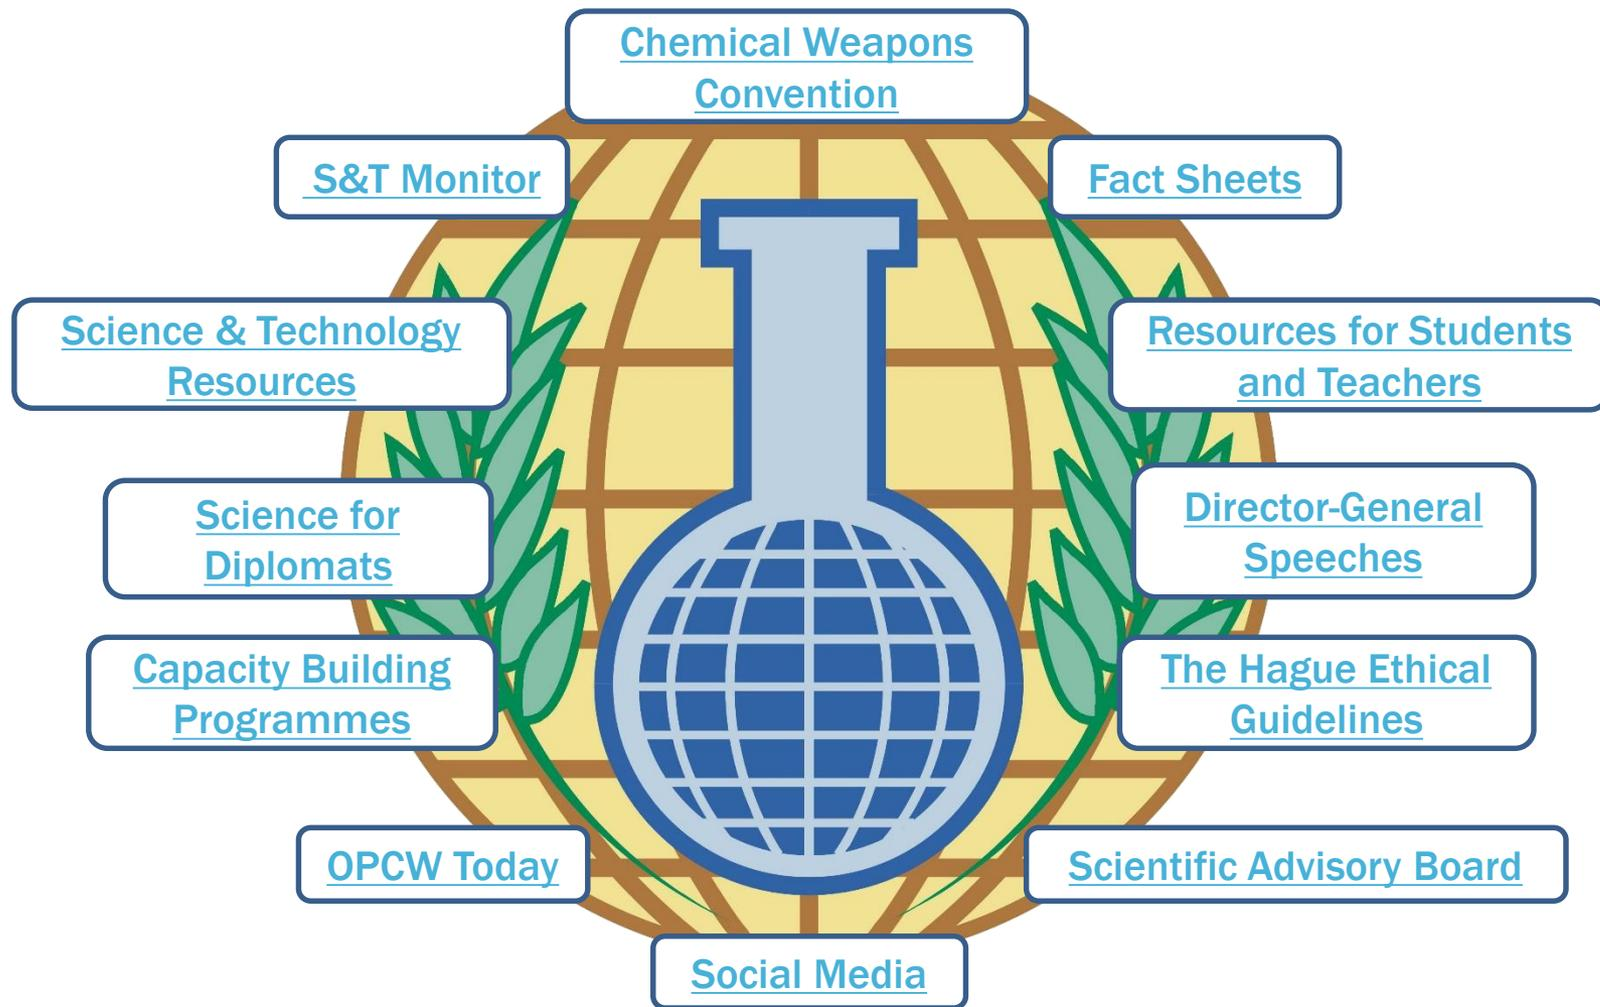 Chemical Weapons
Convention
S&T Monitor
Fact Sheets
Science & Technology
Resources
Resources for Students
and Teachers
Science for
Diplomats
Director-General
Speeches
Capacity Building
Programmes
The Hague Ethical
Guidelines
OPCW Today
Scientific Advisory Board
Social Media